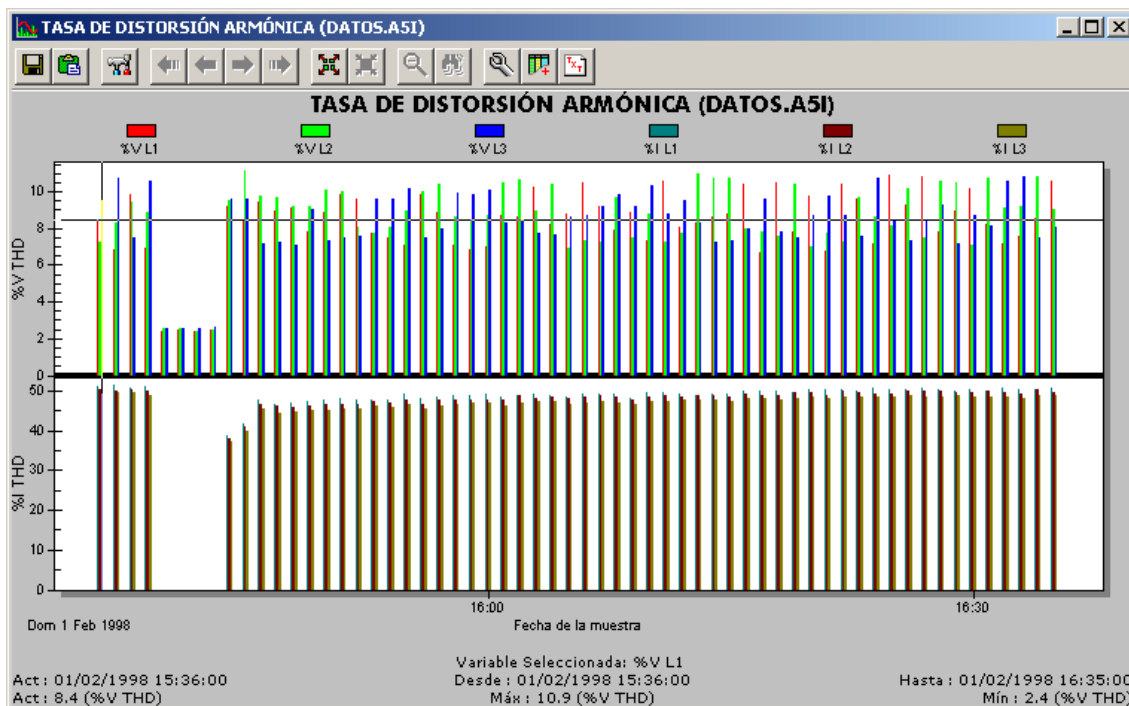 TASA DE DISTORSIÓN ARMÓNICA (DATOS.A5I)
TXT
TASA DE DISTORSIÓN ARMÓNICA (DATOS.A5I)
%V L1 %V L2 %V L3 %I L1 %I L2 %I L3
%V THD
10
8
6
4
2
0
%I THD
50
40
30
20
10
0
16:00 16:30
Dom 1 Feb 1998 Fecha de la muestra
Variable Seleccionada: %V L1
Act : 01/02/1998 15:36:00 Desde : 01/02/1998 15:36:00 Hasta : 01/02/1998 16:35:00
Act : 8.4 (%V THD) Máx : 10.9 (%V THD) Mín : 2.4 (%V THD)